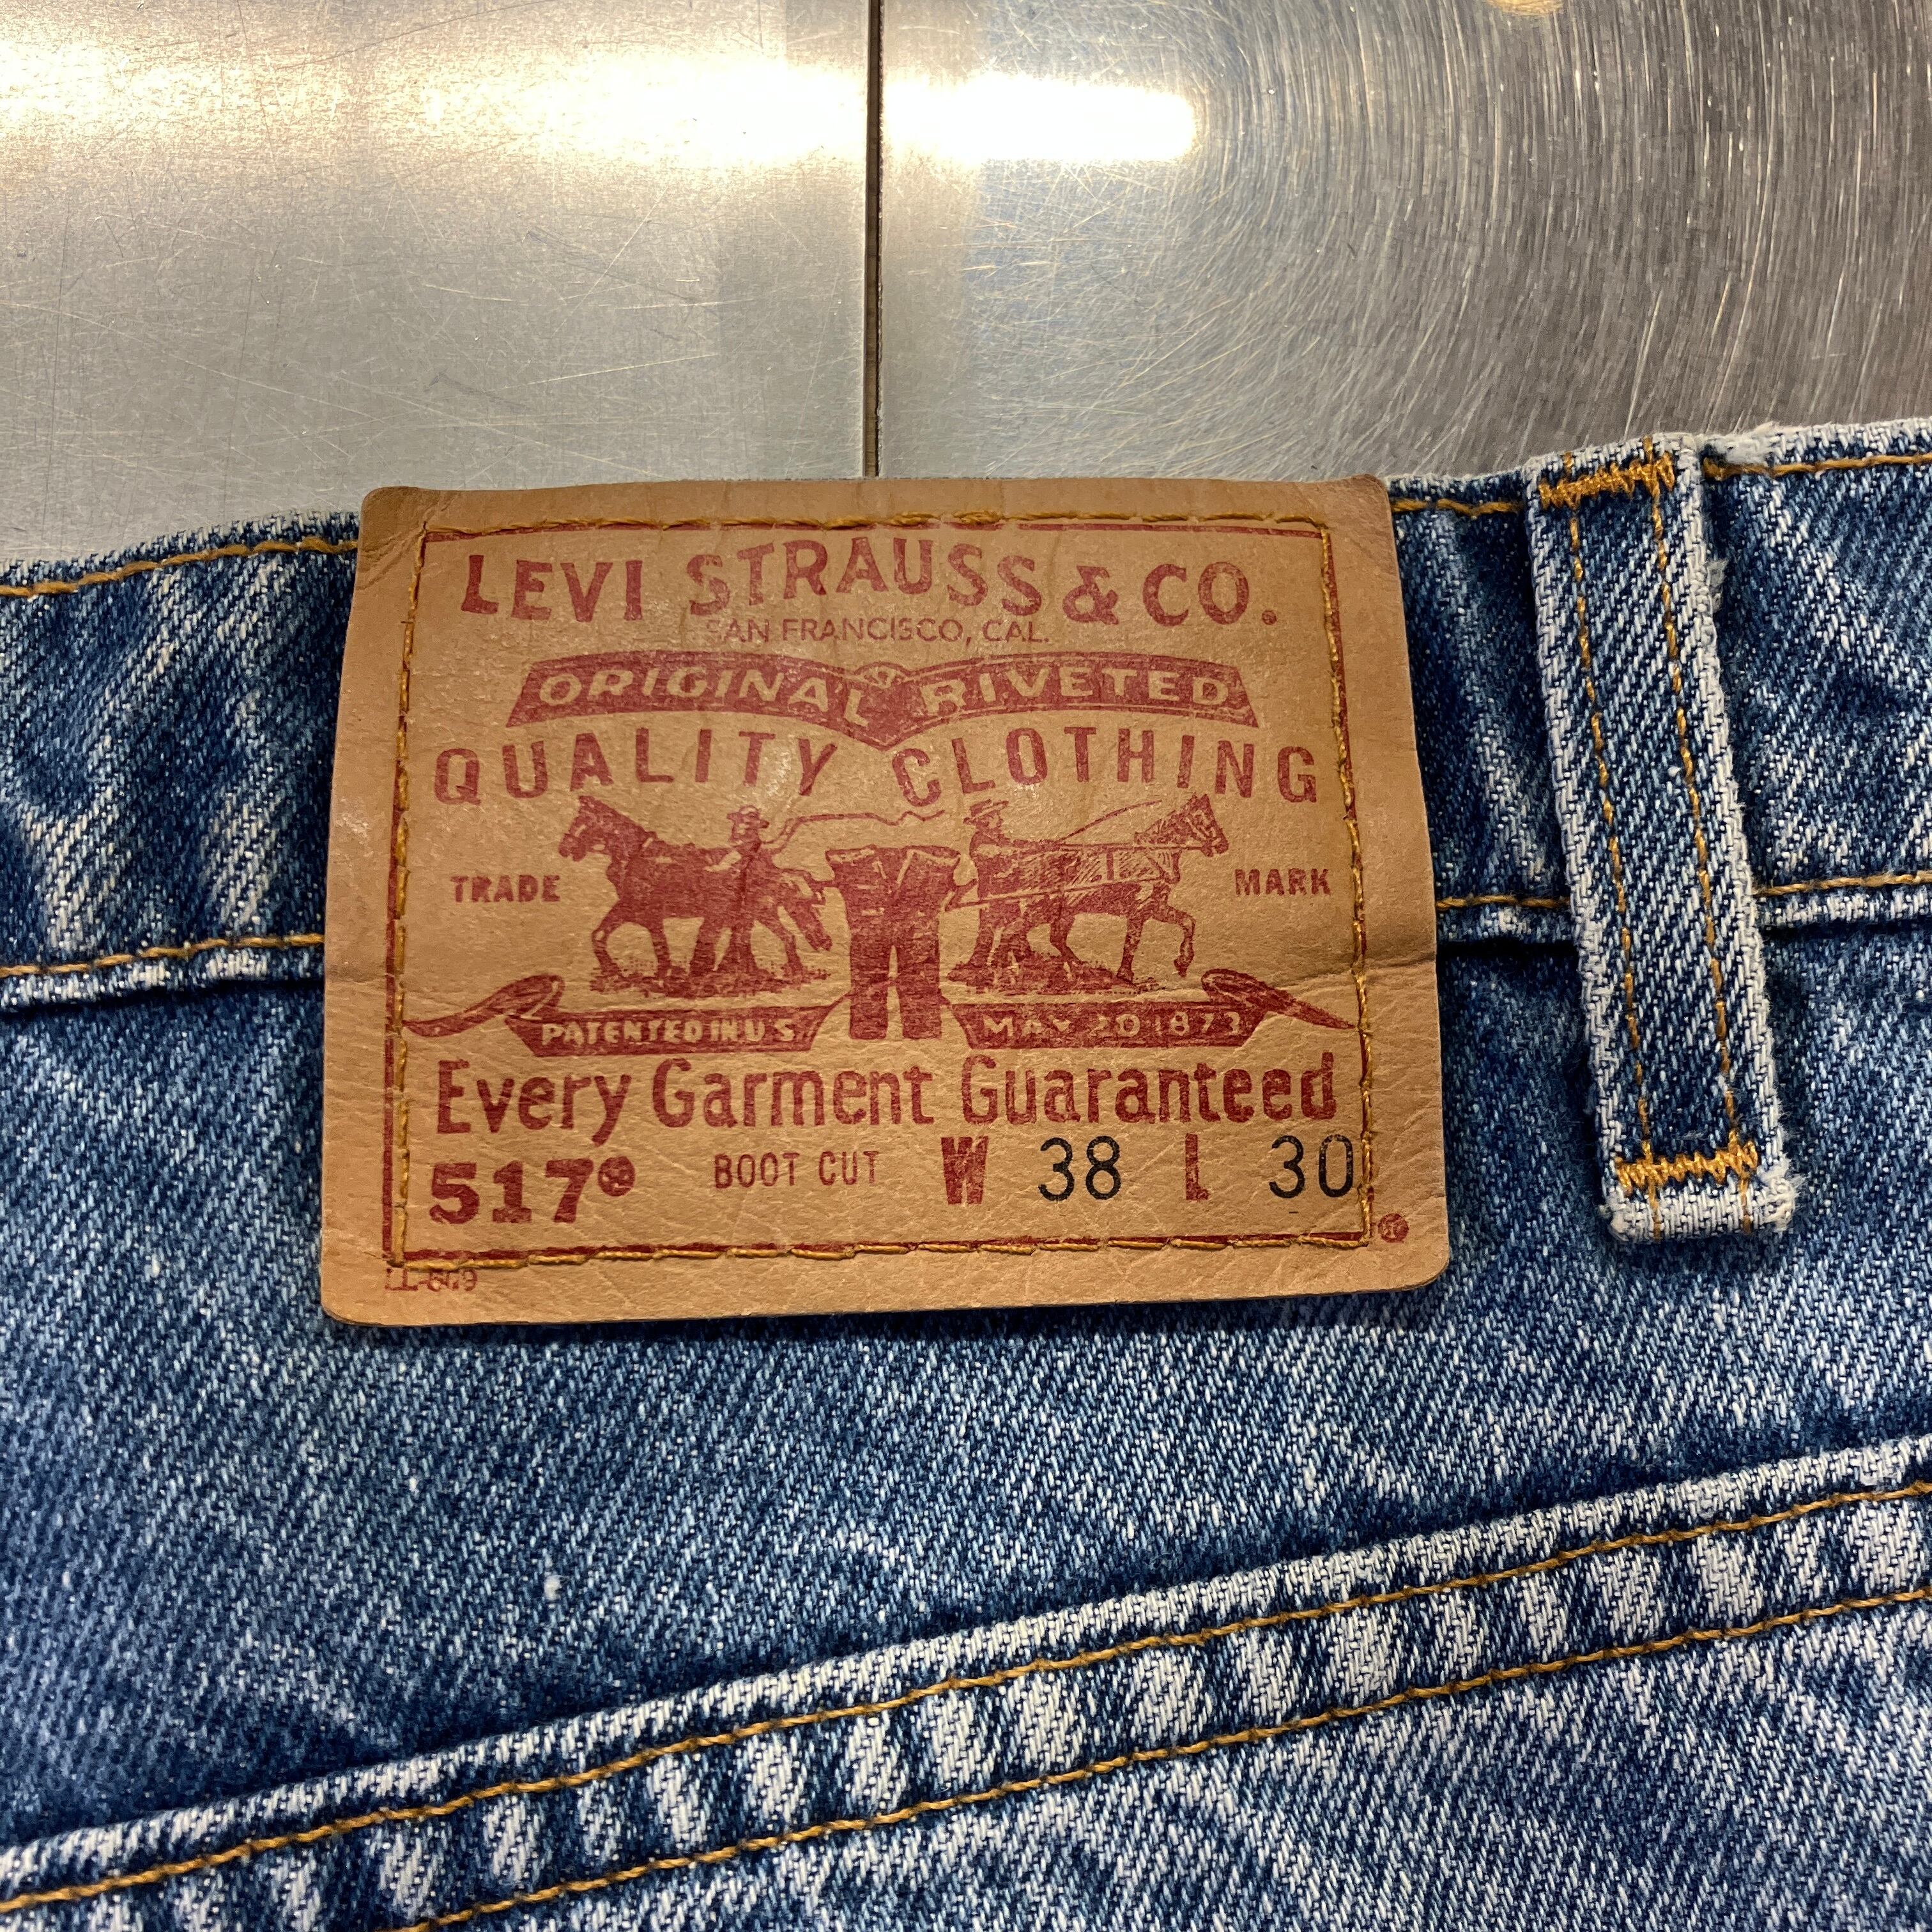 LEVI STRAUSS & CO.
SAN FRANCISCO, CAL.
ORIGINAL RIVETED
QUALITY CLOTHING
TRADE MARK
PATENTED IN U S MAY 20 1873
Every Garment Guaranteed
517® BOOT CUT W 38 L 30
®